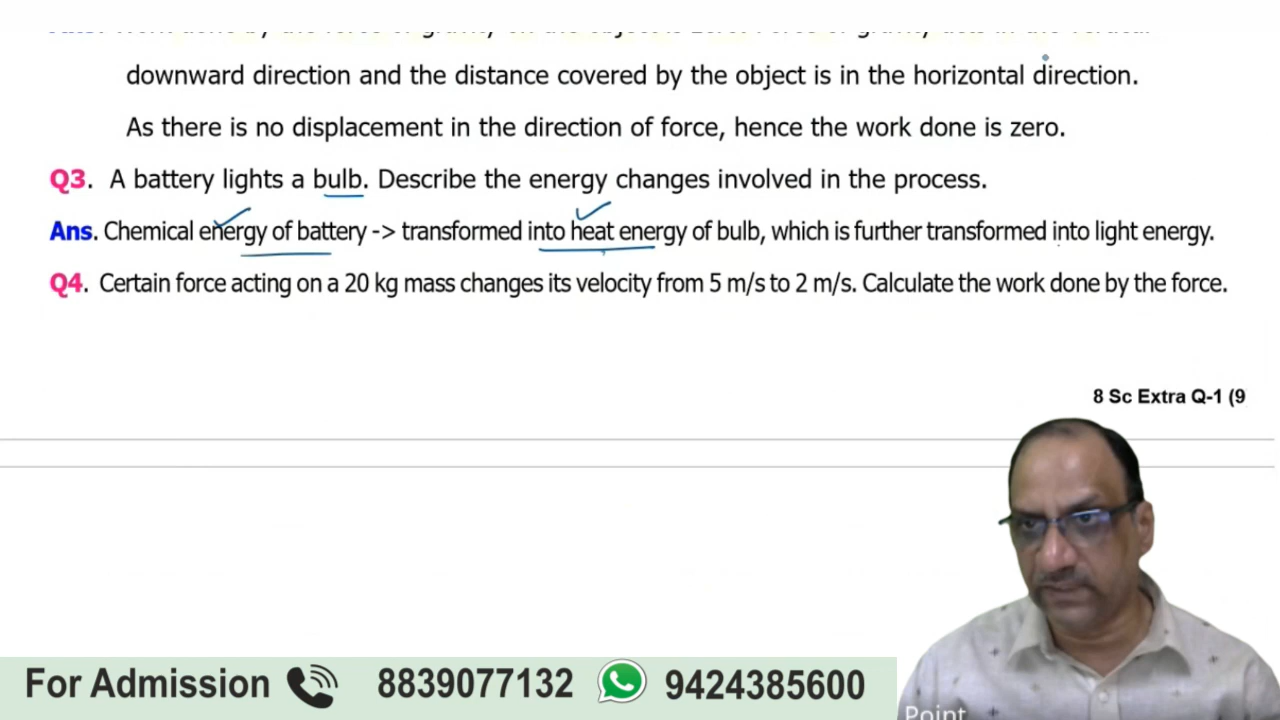 downward direction and the distance covered by the object is in the horizontal direction.
As there is no displacement in the direction of force, hence the work done is zero.
Q3. A battery lights a bulb. Describe the energy changes involved in the process.
Ans. Chemical energy of battery -> transformed into heat energy of bulb, which is further transformed into light energy.
Q4. Certain force acting on a 20 kg mass changes its velocity from 5 m/s to 2 m/s. Calculate the work done by the force.
8 Sc Extra Q-1 (9
For Admission 8839077132 9424385600
Point